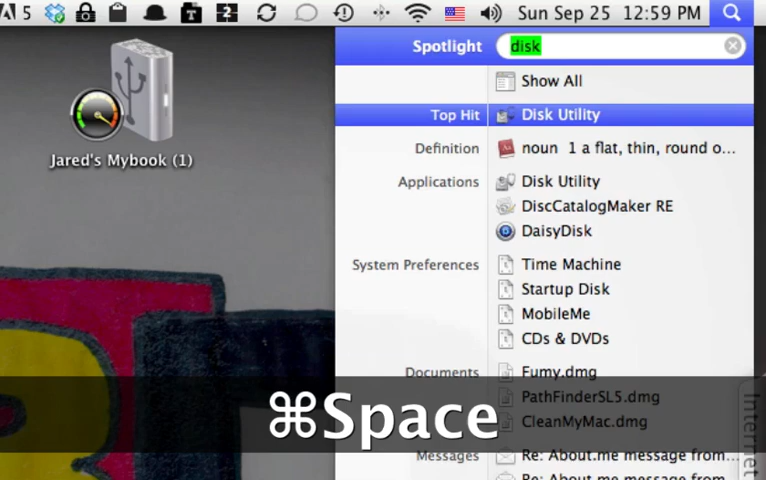 5
2
Sun Sep 25 12:59 PM
Spotlight disk
Show All
Top Hit Disk Utility
Definition noun 1 a flat, thin, round o...
Applications Disk Utility
DiscCatalogMaker RE
DaisyDisk
System Preferences Time Machine
Startup Disk
MobileMe
CDs & DVDs
Documents Fumy.dmg
PathFinderSL5.dmg
CleanMyMac.dmg
Messages Re: About.me message from...
Re: About.me message from...
Jared's Mybook (1)
⌘Space
Internet